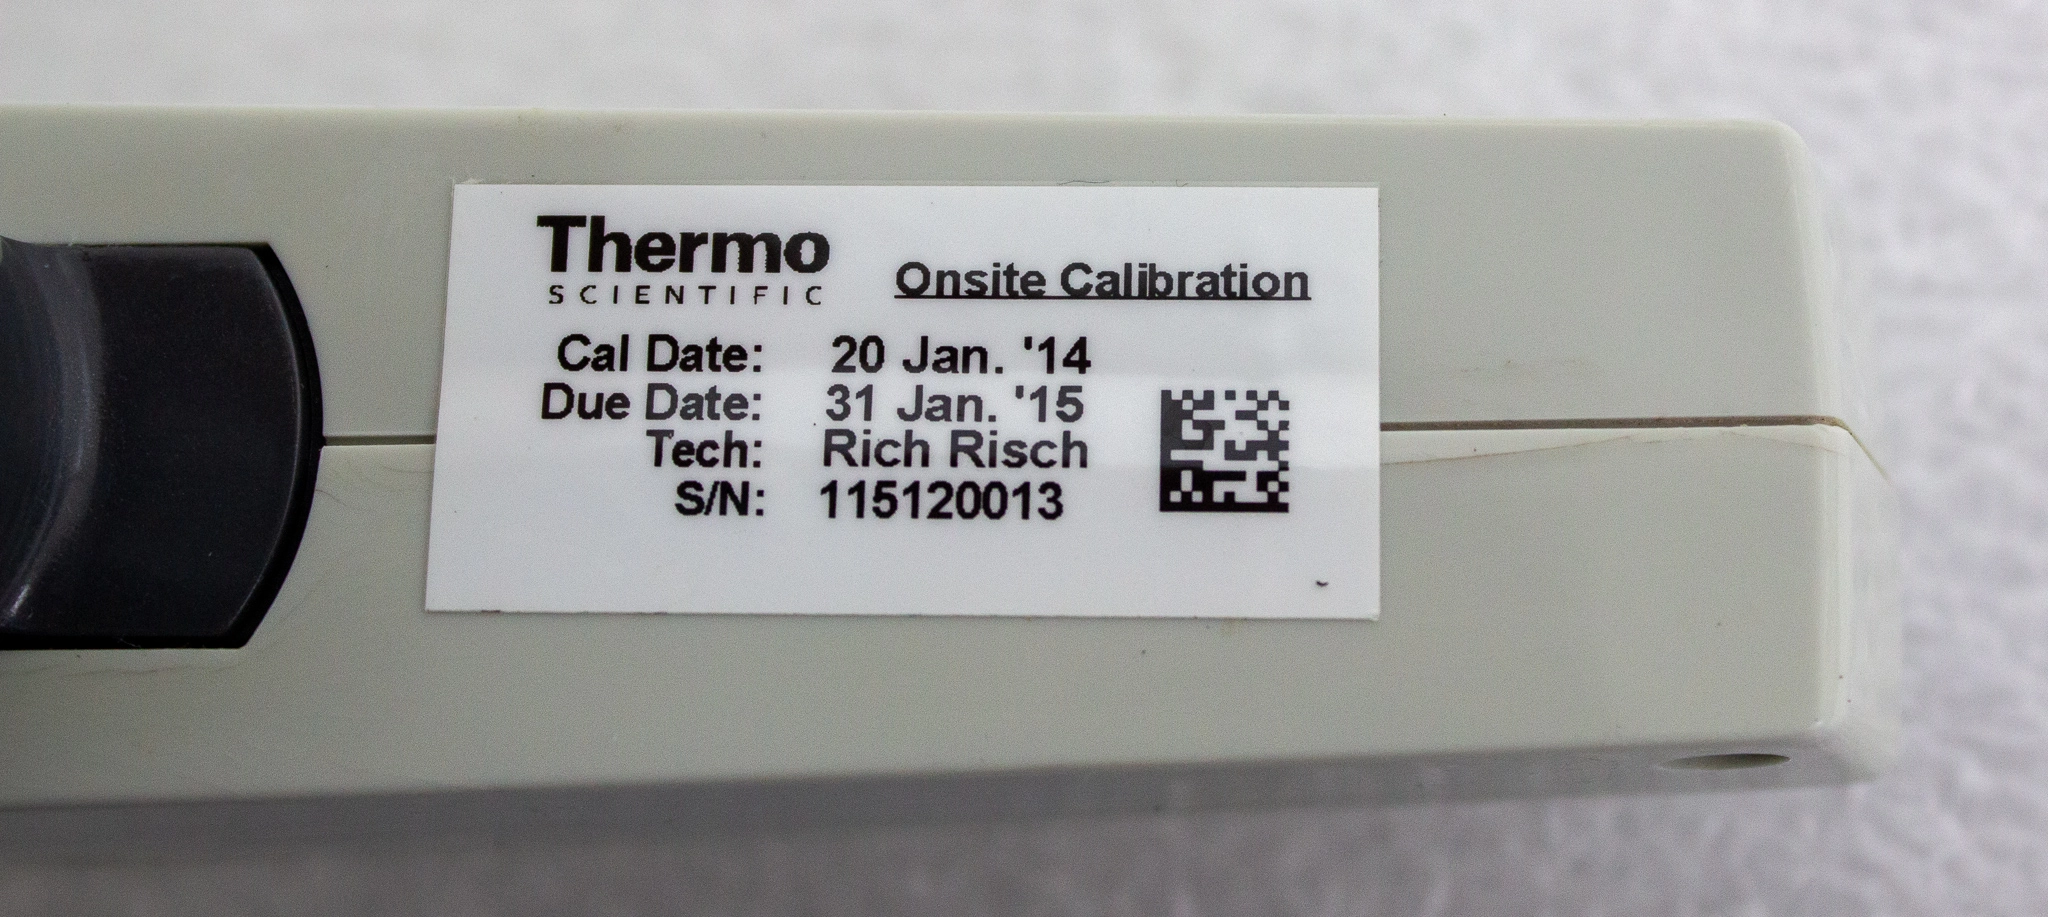 Thermo
SCIENTIFIC
Onsite Calibration
Cal Date: 20 Jan. '14
Due Date: 31 Jan. '15
Tech: Rich Risch
S/N: 115120013